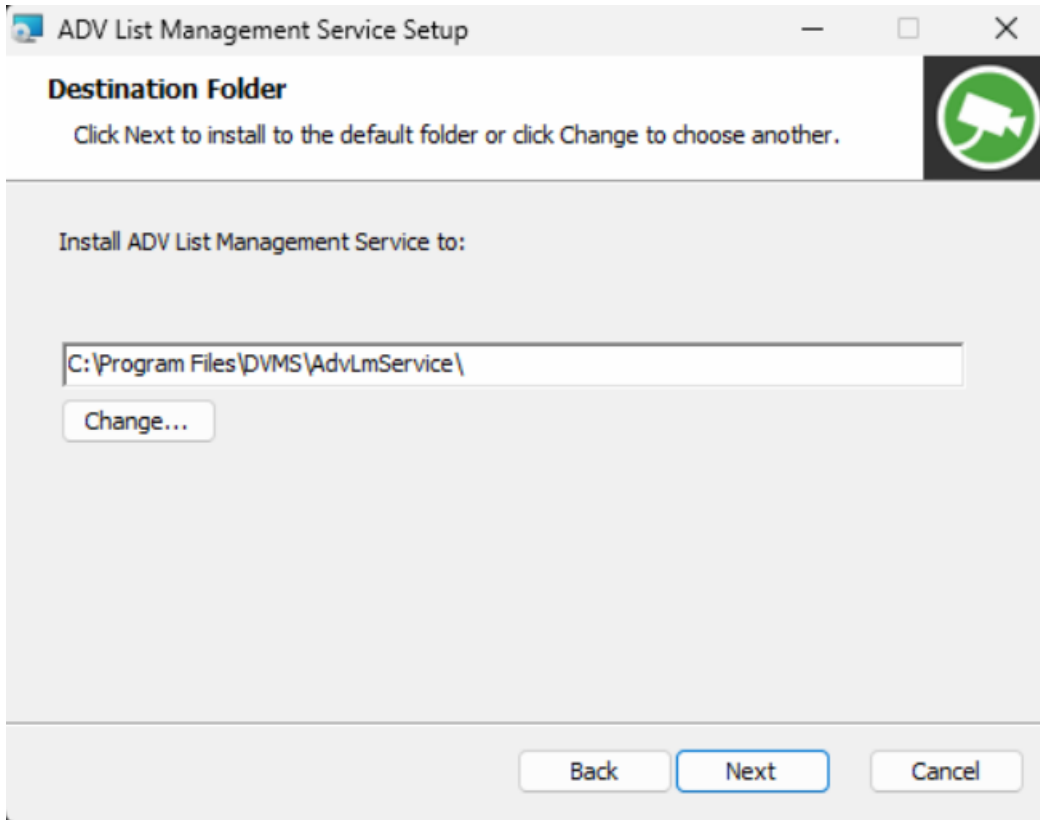 ADV List Management Service Setup
Destination Folder
Click Next to install to the default folder or click Change to choose another.
Install ADV List Management Service to:
C:\Program Files\DVMS\AdvLmService\
Change...
Back Next Cancel